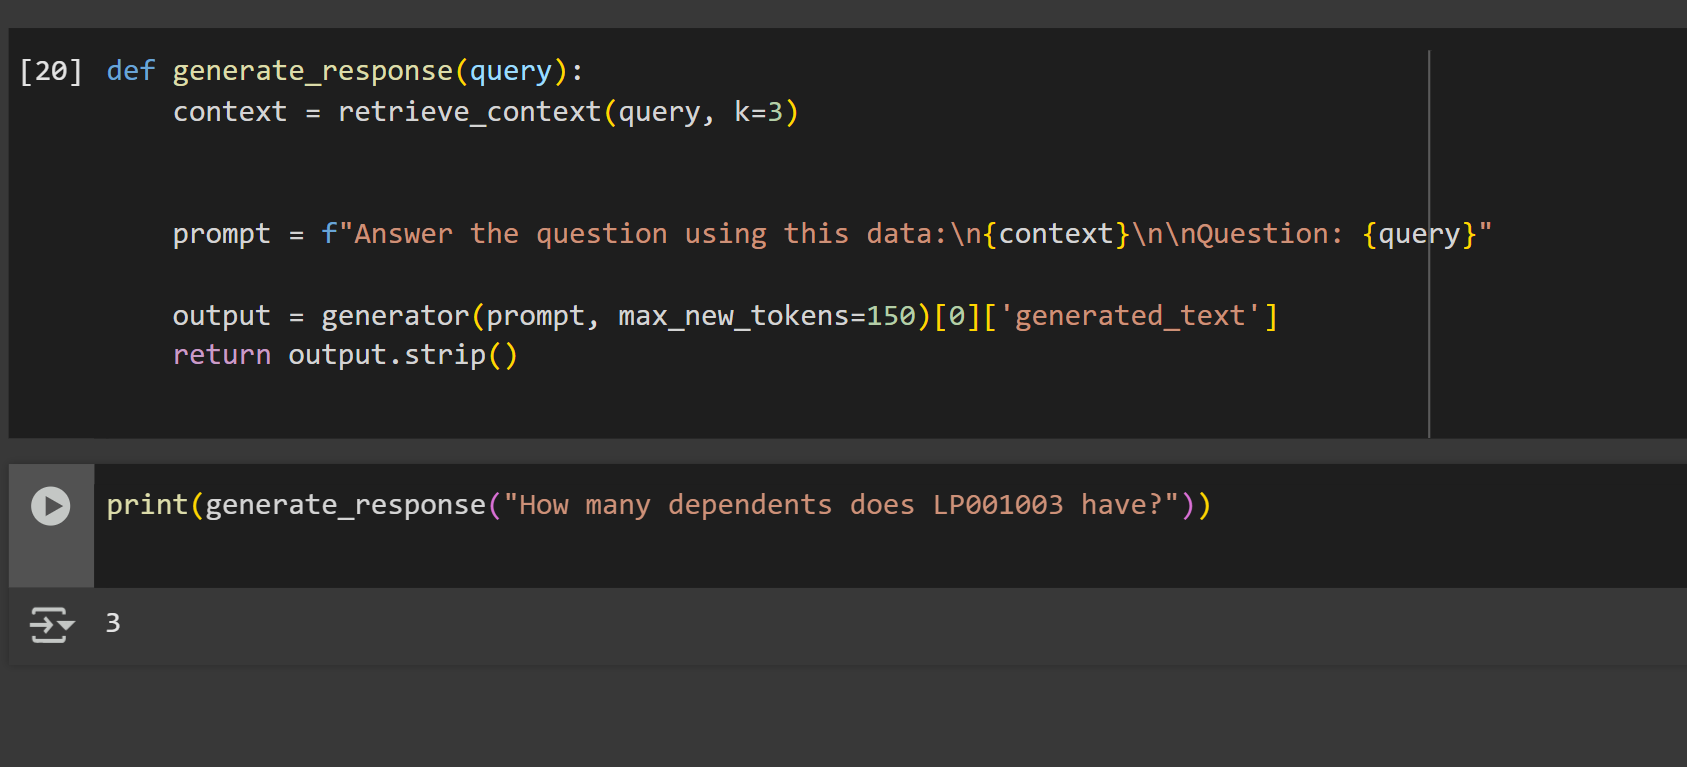 [20] def generate_response(query):
    context = retrieve_context(query, k=3)
    prompt = f"Answer the question using this data:\n{context}\n\nQuestion: {query}"
    output = generator(prompt, max_new_tokens=150)[0]['generated_text']
    return output.strip()
print(generate_response("How many dependents does LP001003 have?"))
3